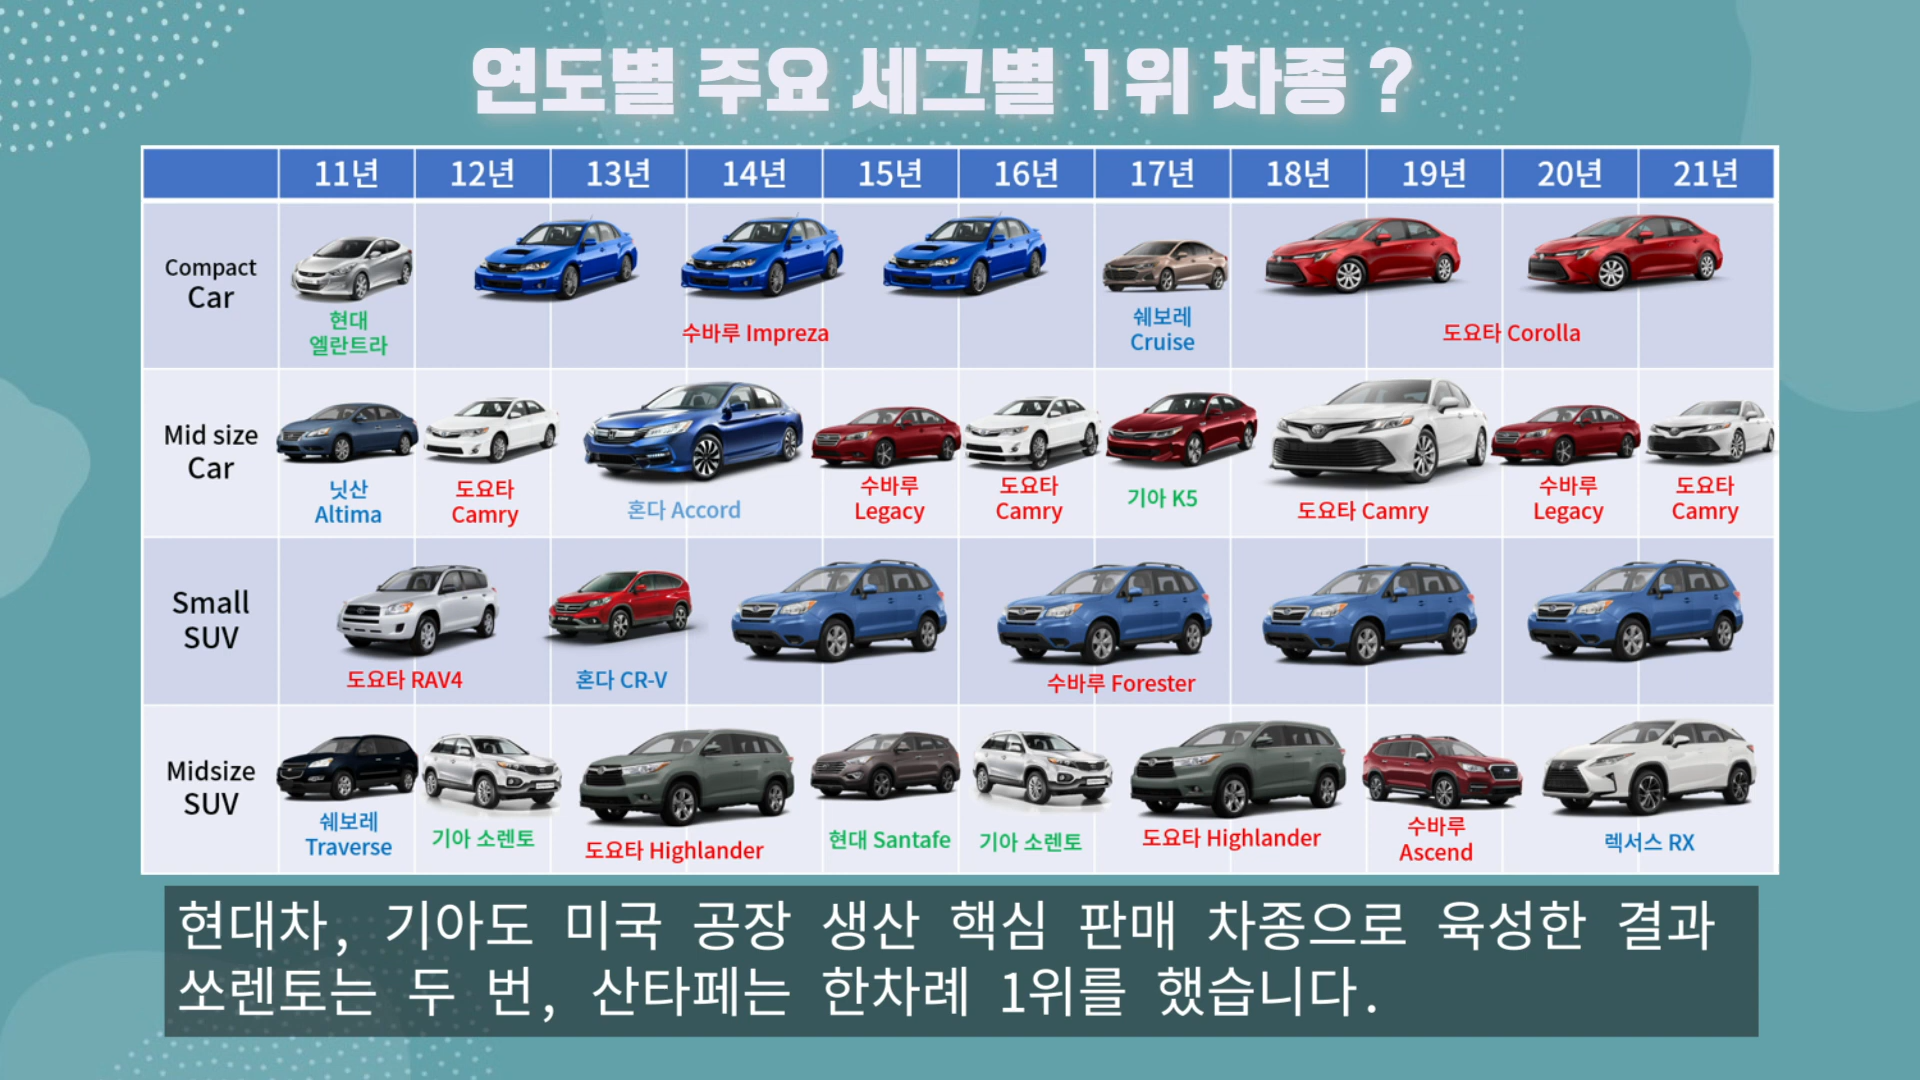 연도별 주요 세그별 1위 차종 ?
11년 12년 13년 14년 15년 16년 17년 18년 19년 20년 21년
Compact
Car
현대
엘란트라
수바루 Impreza
쉐보레
Cruise
도요타 Corolla
Mid size
Car
닛산
Altima
도요타
Camry
혼다 Accord
수바루
Legacy
도요타
Camry
기아 K5
도요타 Camry
수바루
Legacy
도요타
Camry
Small
SUV
도요타 RAV4
혼다 CR-V
수바루 Forester
Midsize
SUV
쉐보레
Traverse
기아 소렌토
도요타 Highlander
현대 Santafe
기아 소렌토
도요타 Highlander
수바루
Ascend
렉서스 RX
현대차, 기아도 미국 공장 생산 핵심 판매 차종으로 육성한 결과
쏘렌토는 두 번, 산타페는 한차례 1위를 했습니다.